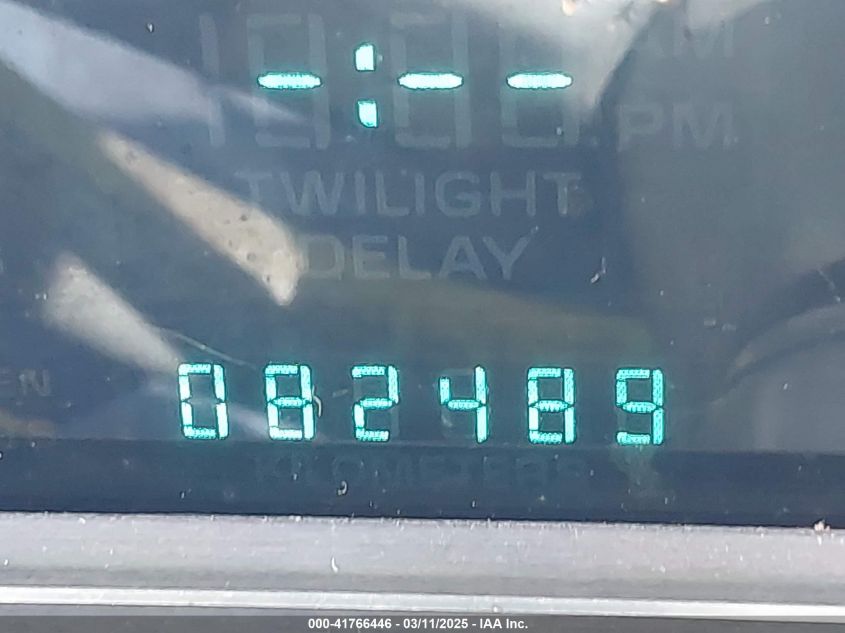 -:--
AM
PM
TWILIGHT
DELAY
082489
KILOMETERS
000-41766446 - 03/11/2025 - IAA Inc.